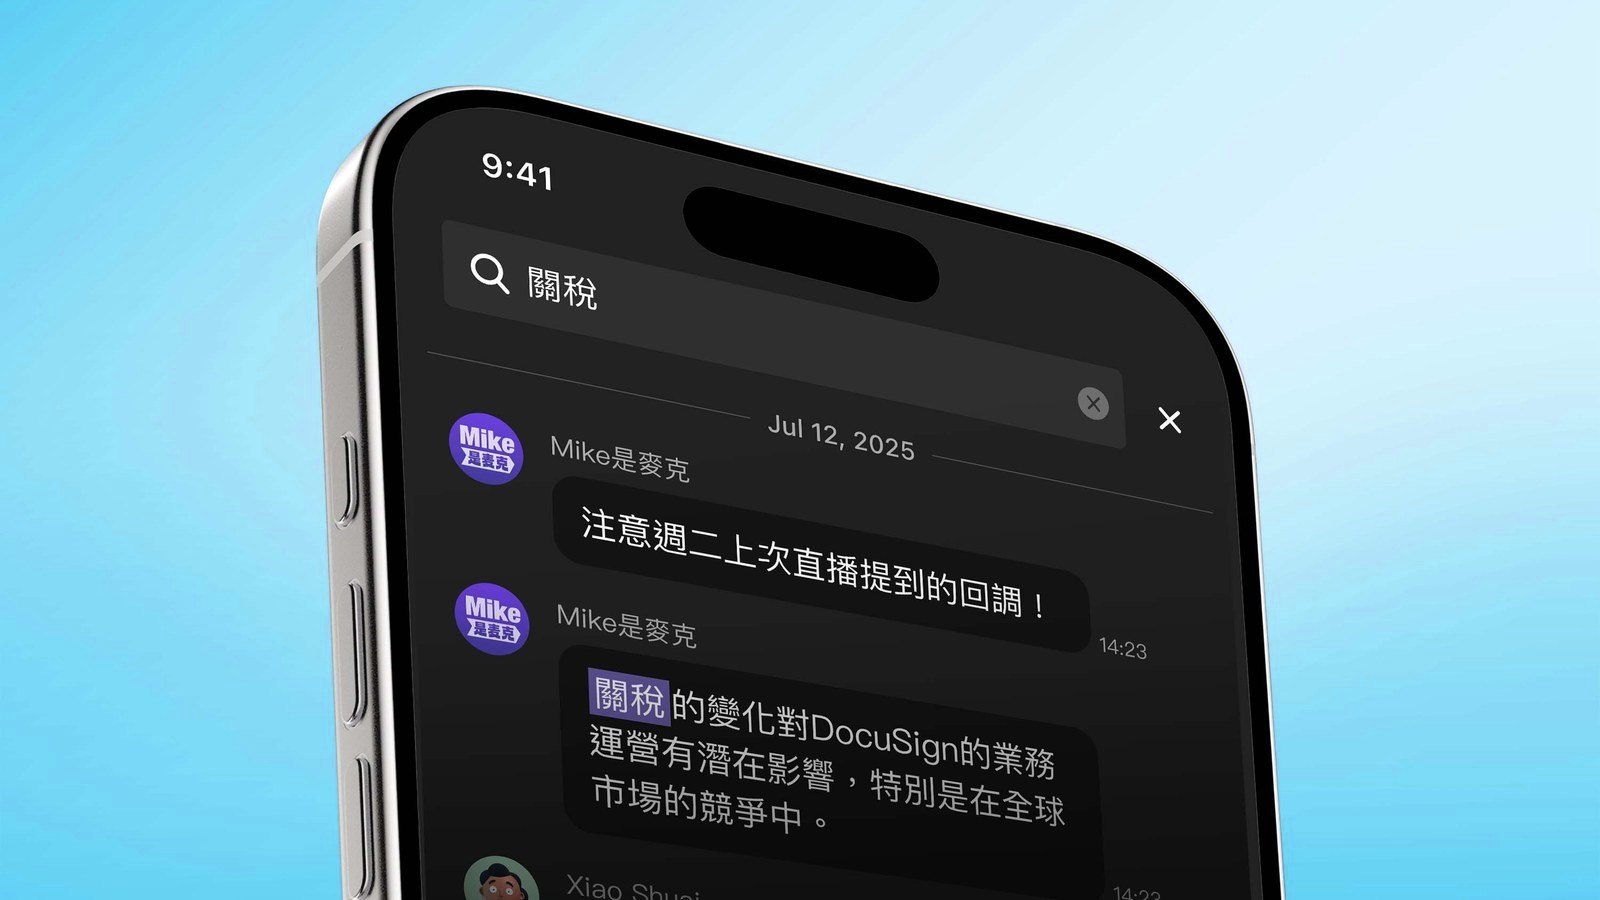 9:41
關稅
Jul 12, 2025
Mike
是麥克
Mike是麥克
注意週二上次直播提到的回調！
14:23
Mike
是麥克
Mike是麥克
關稅的變化對DocuSign的業務
運營有潛在影響，特別是在全球
市場的競爭中。
14:23
Xiao Shuai